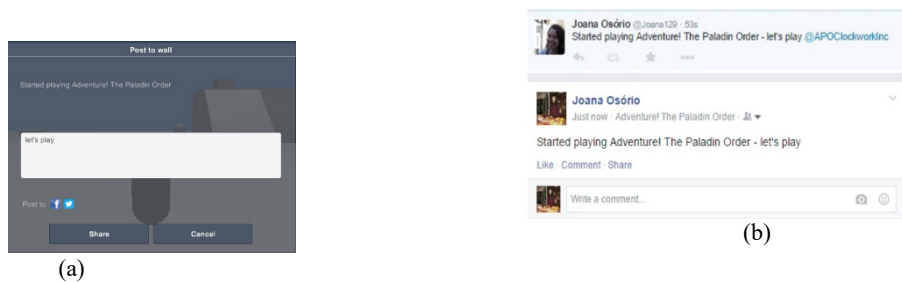 Post to wall
Started playing Adventure! The Paladin Order
let's play
Post to
Share
Cancel
(a)
Joana Osório @Joana129 · 53s
Started playing Adventure! The Paladin Order - let's play @APOClockworkInc
Joana Osório
Just now · Adventure! The Paladin Order ·
Started playing Adventure! The Paladin Order - let's play
Like · Comment · Share
Write a comment...
(b)